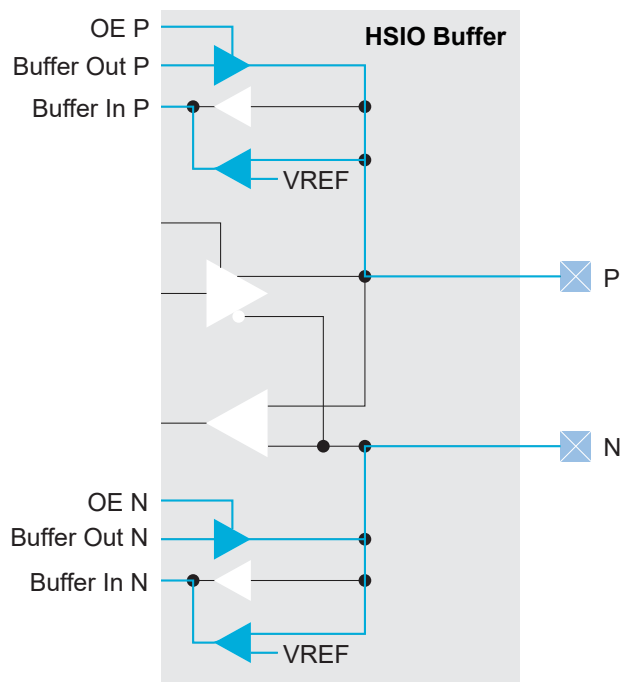 OE P
HSIO Buffer
Buffer Out P
Buffer In P
VREF
P
N
OE N
Buffer Out N
Buffer In N
VREF